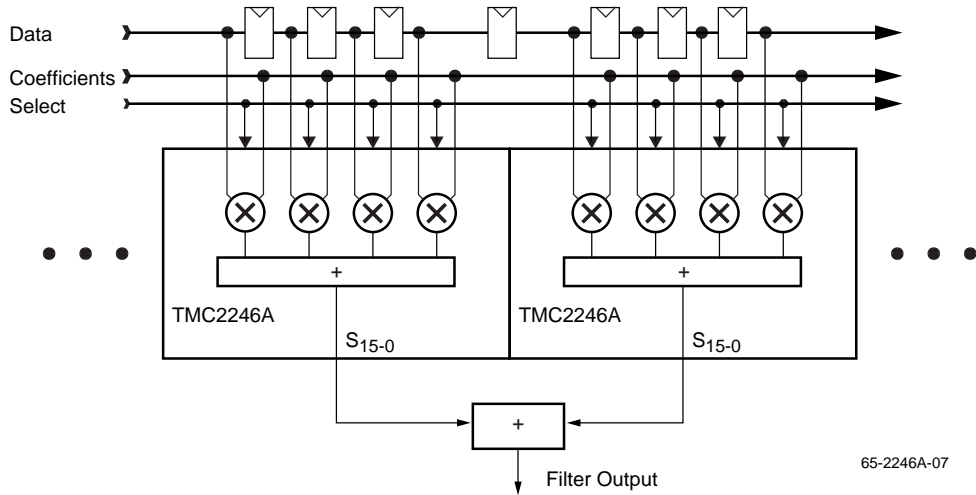 Data
Coefficients
Select
+
+
TMC2246A
TMC2246A
S15-0
S15-0
+
65-2246A-07
Filter Output